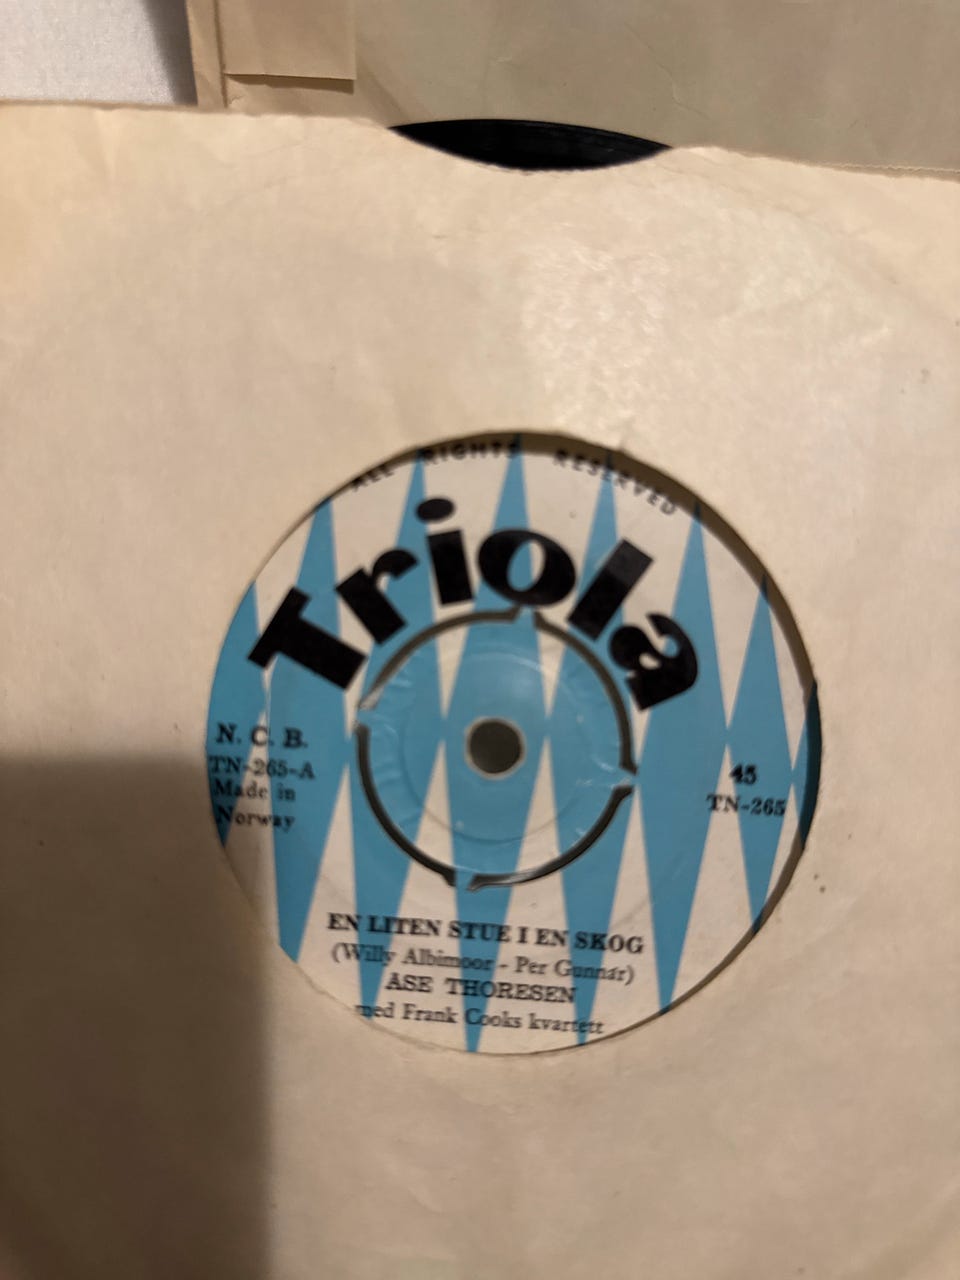 ALL RIGHTS RESERVED
Triola
N. C. B.
TN-265-A
Made in
Norway
45
TN-265
EN LITEN STUE I EN SKOG
(Willy Albimoor - Per Gunnar)
ASE THORESEN
med Frank Cooks kvartett